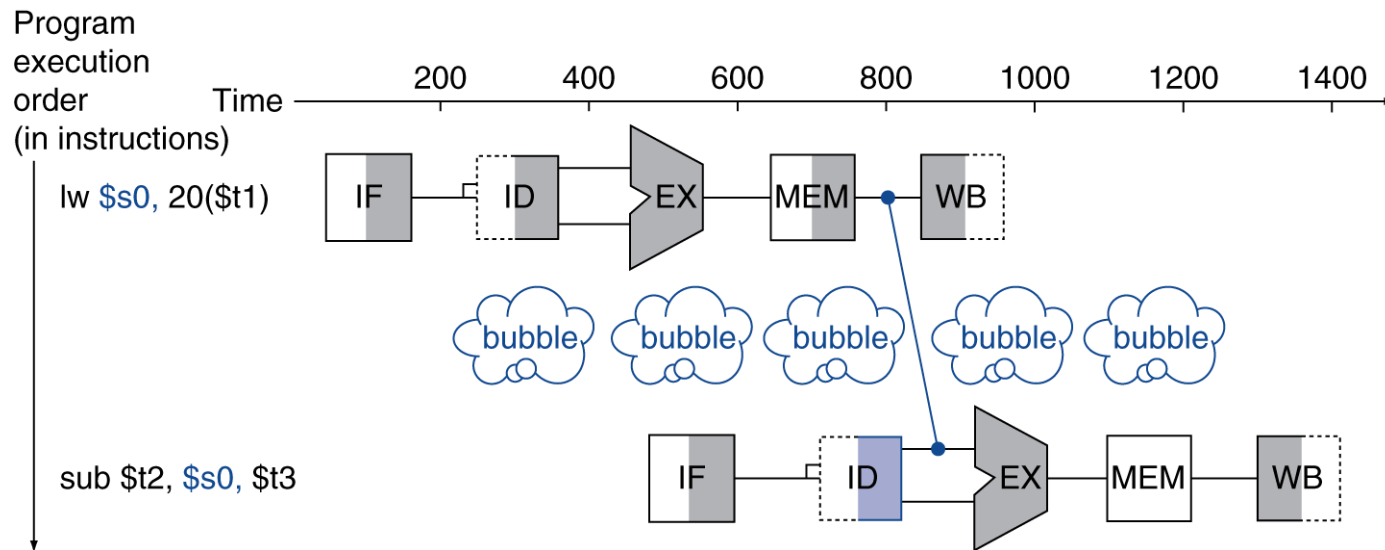 Program
execution
order
(in instructions)
Time
200 400 600 800 1000 1200 1400
lw $s0, 20($t1)
IF ID EX MEM WB
bubble bubble bubble bubble bubble
sub $t2, $s0, $t3
IF ID EX MEM WB